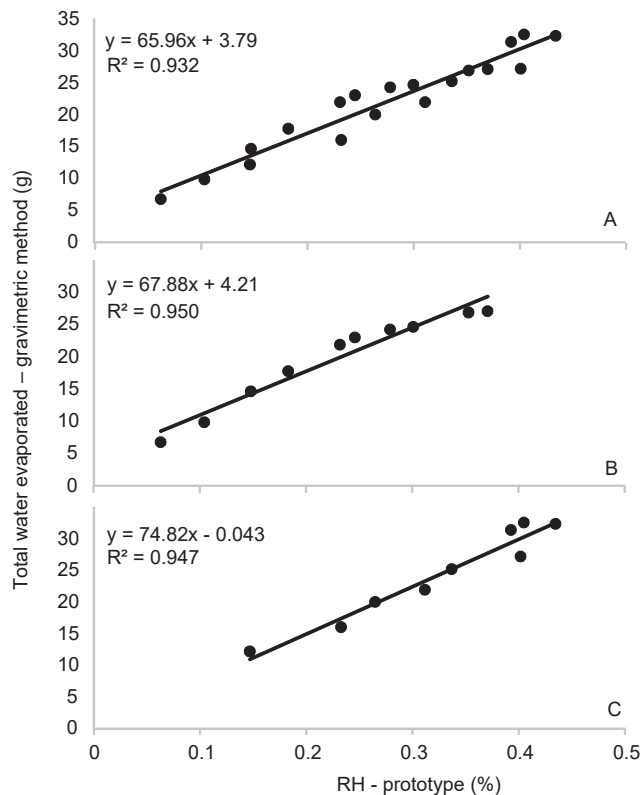 Total water evaporated – gravimetric method (g)
35
30
25
20
15
10
5
0
y = 65.96x + 3.79
R² = 0.932
A
30
25
20
15
10
5
0
y = 67.88x + 4.21
R² = 0.950
B
30
25
20
15
10
5
0
y = 74.82x - 0.043
R² = 0.947
C
0 0.1 0.2 0.3 0.4 0.5
RH - prototype (%)